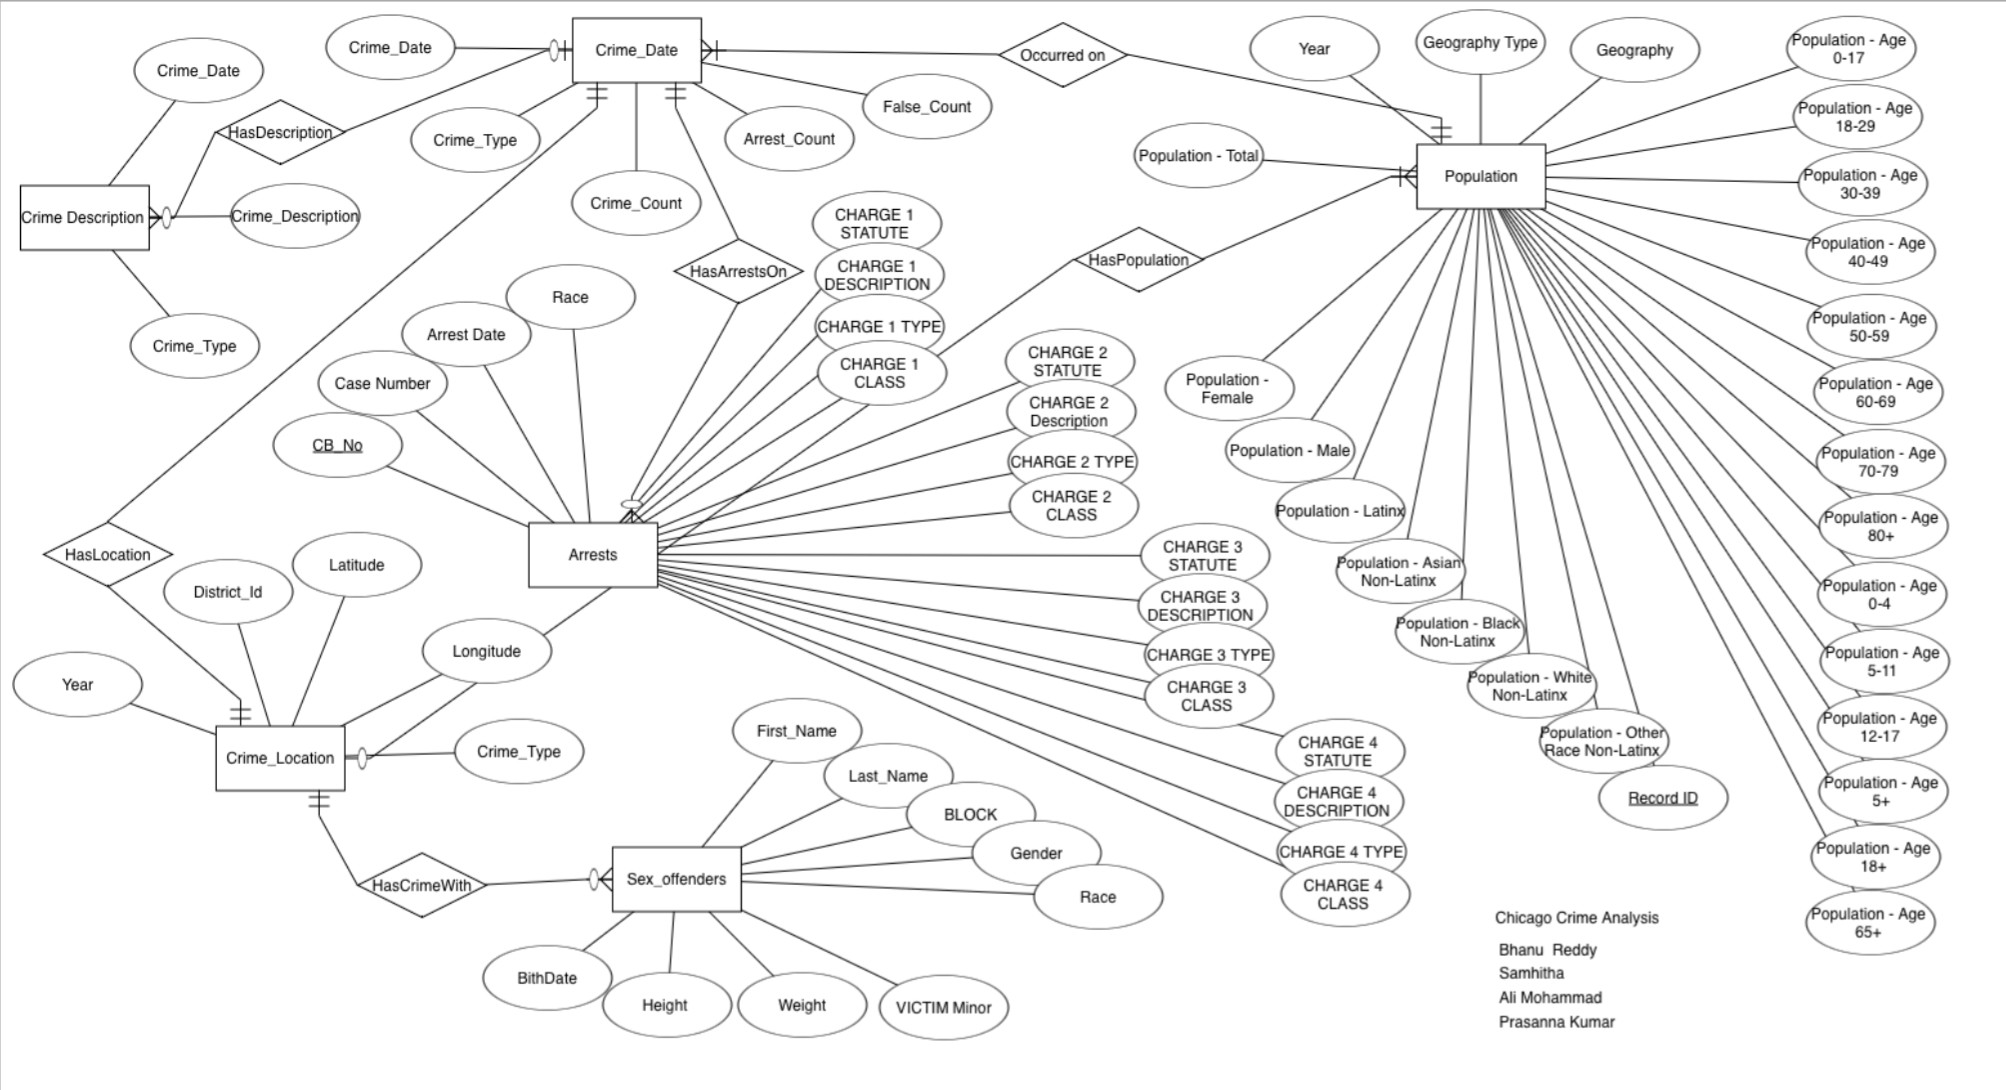 Crime_Date
Crime_Date
Crime_Date
Occurred on
Year
Geography Type
Geography
Population - Age
0-17
HasDescription
Crime_Type
Crime_Count
Arrest_Count
False_Count
Population - Total
Population
Population - Age
18-29
Population - Age
30-39
Crime Description
Crime_Description
Crime_Type
HasArrestsOn
CHARGE 1
STATUTE
CHARGE 1
DESCRIPTION
CHARGE 1 TYPE
CHARGE 1
CLASS
HasPopulation
Population - Age
40-49
Population - Age
50-59
Population - Age
60-69
Population - Age
70-79
Population - Age
80+
Population - Age
0-4
Population - Age
5-11
Population - Age
12-17
Population - Age
5+
Population - Age
18+
Population - Age
65+
Race
Arrest Date
Case Number
CB_No
CHARGE 2
STATUTE
CHARGE 2
Description
CHARGE 2 TYPE
CHARGE 2
CLASS
Population -
Female
Population - Male
Population - Latinx
Population - Asian
Non-Latinx
Population - Black
Non-Latinx
Population - White
Non-Latinx
Population - Other
Race Non-Latinx
Record ID
HasLocation
Arrests
CHARGE 3
STATUTE
CHARGE 3
DESCRIPTION
CHARGE 3 TYPE
CHARGE 3
CLASS
District_Id
Latitude
Longitude
Year
Crime_Location
Crime_Type
CHARGE 4
STATUTE
CHARGE 4
DESCRIPTION
CHARGE 4 TYPE
CHARGE 4
CLASS
First_Name
Last_Name
BLOCK
Gender
Race
HasCrimeWith
Sex_offenders
BithDate
Height
Weight
VICTIM Minor
Chicago Crime Analysis
Bhanu Reddy
Samhitha
Ali Mohammad
Prasanna Kumar